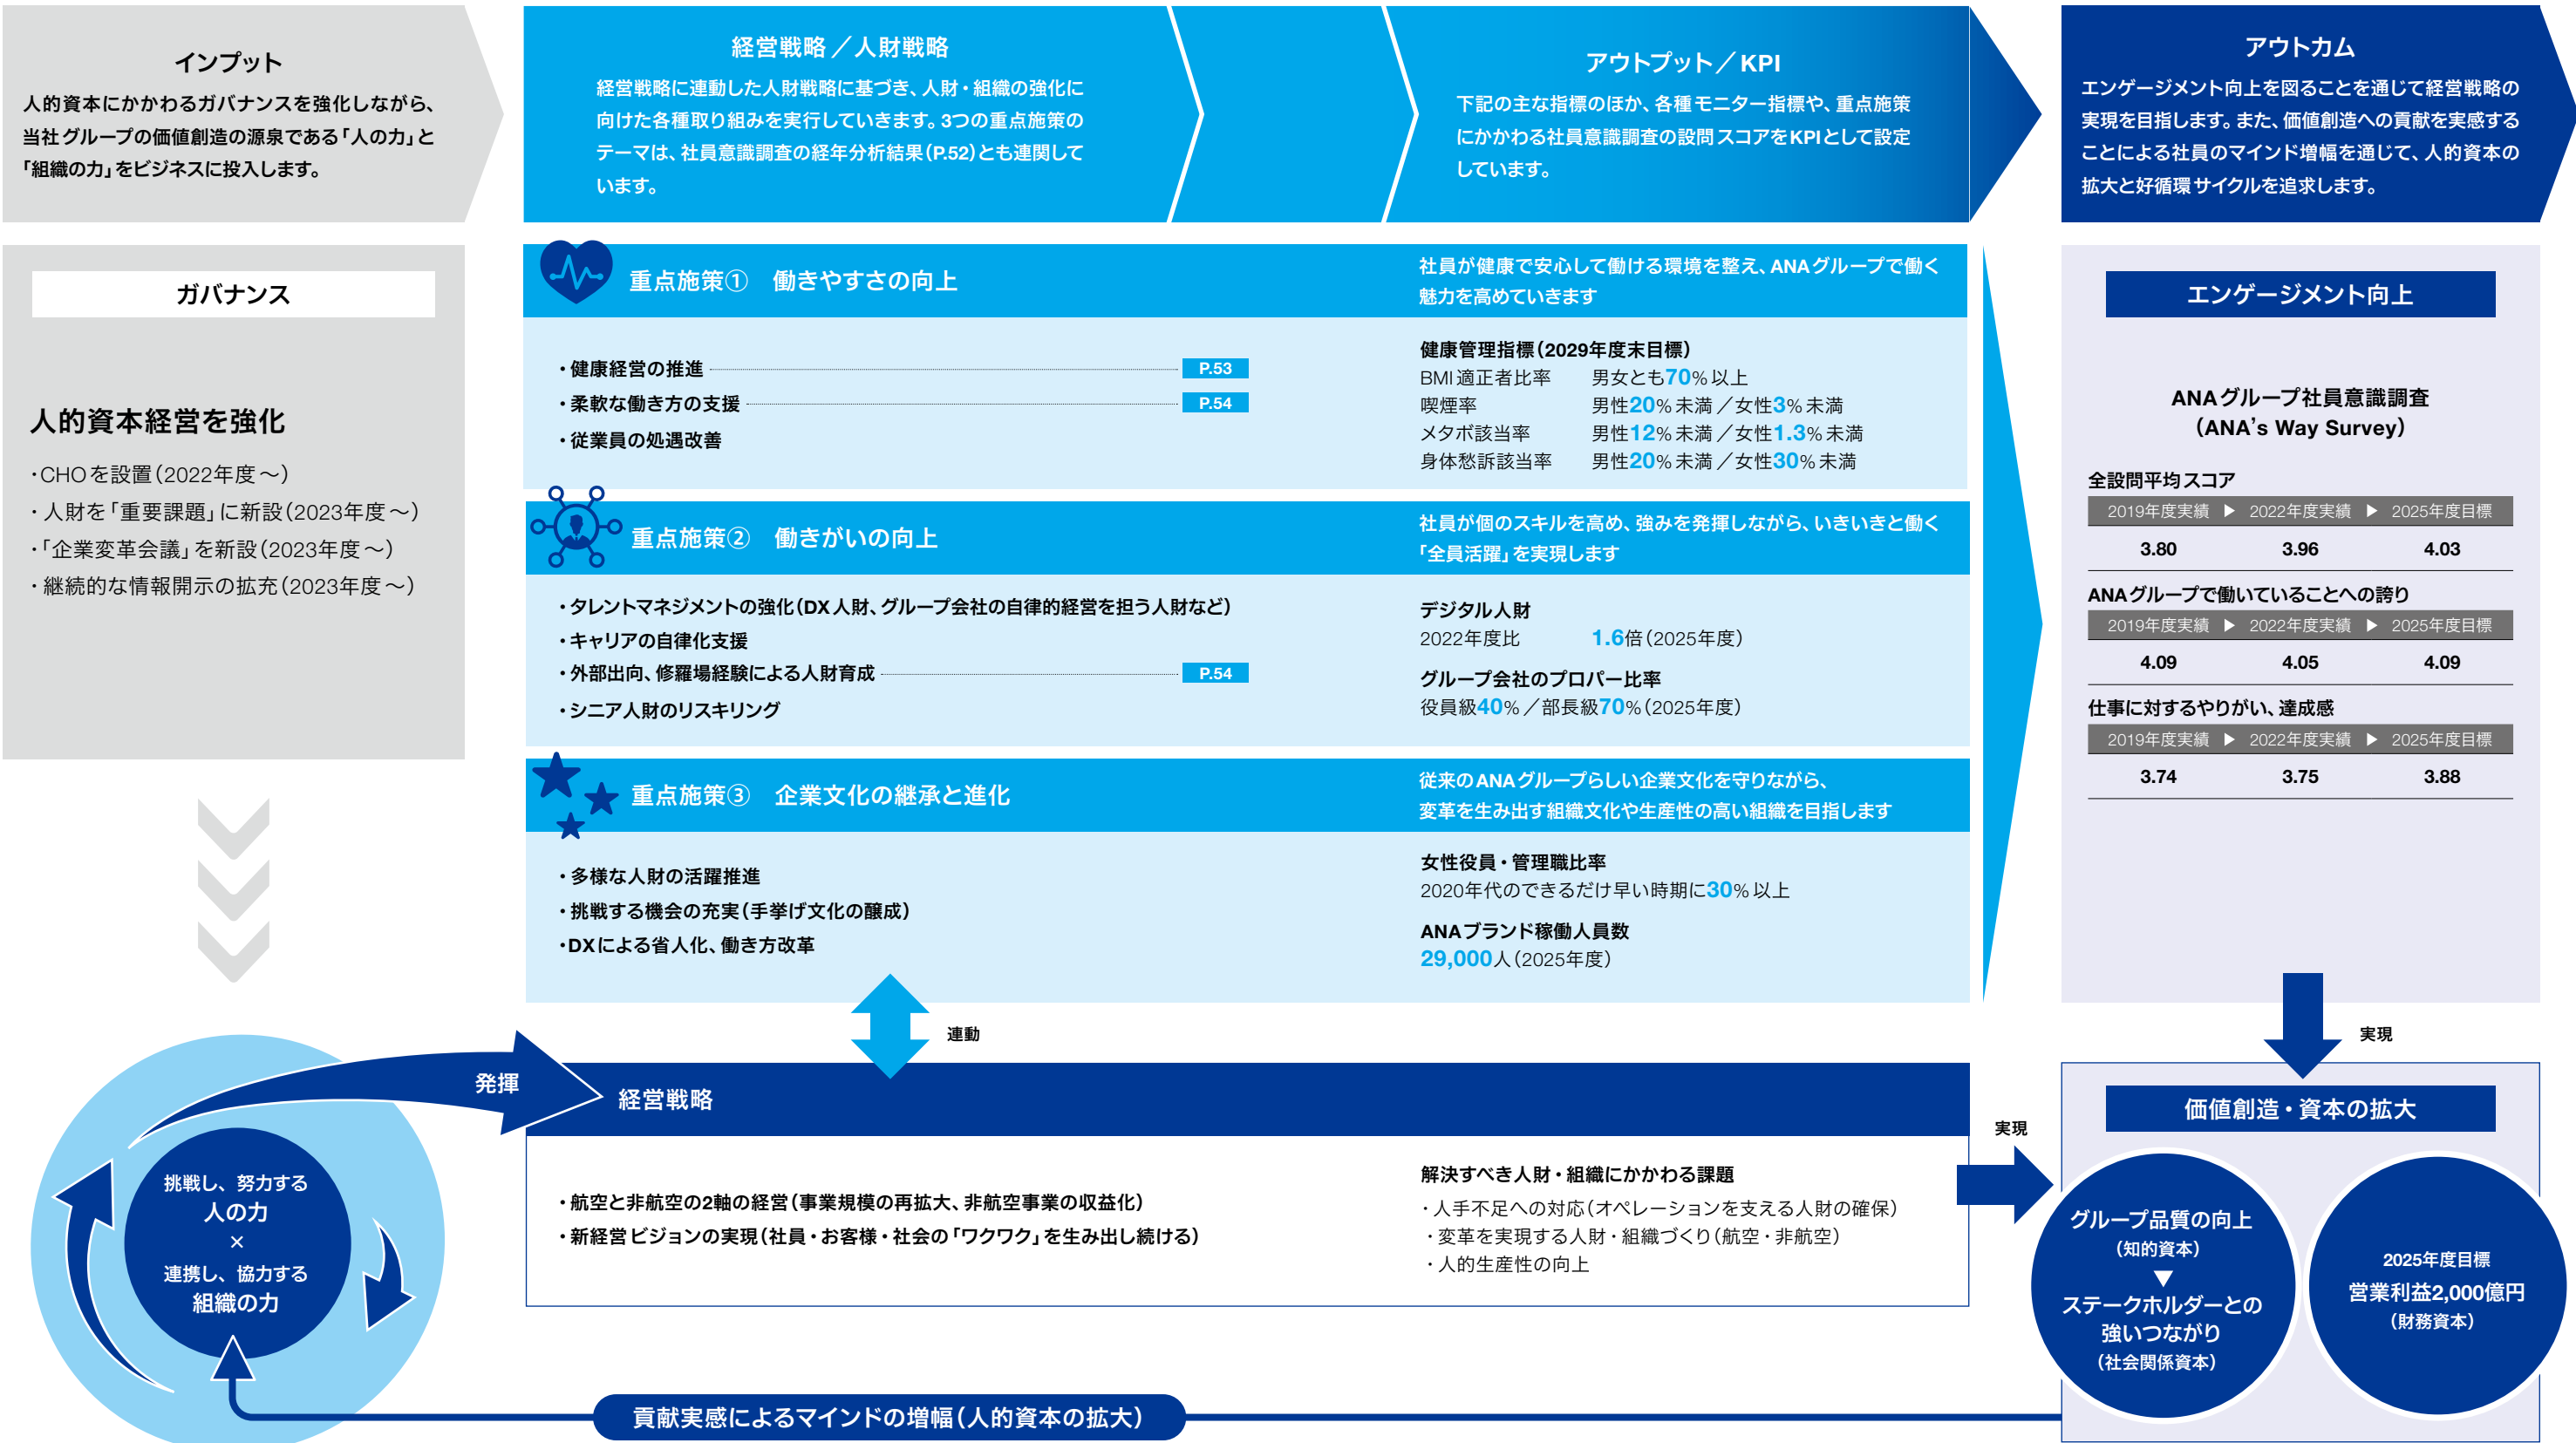 インプット
人的資本にかかわるガバナンスを強化しながら、
当社グループの価値創造の源泉である「人の力」と
「組織の力」をビジネスに投入します。
経営戦略／人財戦略
経営戦略に連動した人財戦略に基づき、人財・組織の強化に
向けた各種取り組みを実行していきます。3つの重点施策の
テーマは、社員意識調査の経年分析結果（P.52）とも連関して
います。
アウトプット／KPI
下記の主な指標のほか、各種モニター指標や、重点施策
にかかわる社員意識調査の設問スコアをKPIとして設定
しています。
アウトカム
エンゲージメント向上を図ることを通じて経営戦略の
実現を目指します。また、価値創造への貢献を実感する
ことによる社員のマインド増幅を通じて、人的資本の
拡大と好循環サイクルを追求します。
ガバナンス
人的資本経営を強化
・CHOを設置（2022年度～）
・人財を「重要課題」に新設（2023年度～）
・「企業変革会議」を新設（2023年度～）
・継続的な情報開示の拡充（2023年度～）
重点施策① 働きやすさの向上
社員が健康で安心して働ける環境を整え、ANAグループで働く
魅力を高めていきます
・健康経営の推進 P.53
・柔軟な働き方の支援 P.54
・従業員の処遇改善
健康管理指標（2029年度末目標）
BMI適正者比率 男女とも70%以上
喫煙率 男性20%未満／女性3%未満
メタボ該当率 男性12%未満／女性1.3%未満
身体愁訴該当率 男性20%未満／女性30%未満
重点施策② 働きがいの向上
社員が個のスキルを高め、強みを発揮しながら、いきいきと働く
「全員活躍」を実現します
・タレントマネジメントの強化（DX人財、グループ会社の自律的経営を担う人財など）
・キャリアの自律化支援
・外部出向、修羅場経験による人財育成 P.54
・シニア人財のリスキリング
デジタル人財
2022年度比 1.6倍（2025年度）
グループ会社のプロパー比率
役員級40%／部長級70%（2025年度）
重点施策③ 企業文化の継承と進化
従来のANAグループらしい企業文化を守りながら、
変革を生み出す組織文化や生産性の高い組織を目指します
・多様な人財の活躍推進
・挑戦する機会の充実（手挙げ文化の醸成）
・DXによる省人化、働き方改革
女性役員・管理職比率
2020年代のできるだけ早い時期に30%以上
ANAブランド稼働人員数
29,000人（2025年度）
エンゲージメント向上
ANAグループ社員意識調査
（ANA’s Way Survey）
全設問平均スコア
2019年度実績 ▶ 2022年度実績 ▶ 2025年度目標
3.80 3.96 4.03
ANAグループで働いていることへの誇り
2019年度実績 ▶ 2022年度実績 ▶ 2025年度目標
4.09 4.05 4.09
仕事に対するやりがい、達成感
2019年度実績 ▶ 2022年度実績 ▶ 2025年度目標
3.74 3.75 3.88
連動
実現
発揮
経営戦略
・航空と非航空の2軸の経営（事業規模の再拡大、非航空事業の収益化）
・新経営ビジョンの実現（社員・お客様・社会の「ワクワク」を生み出し続ける）
解決すべき人財・組織にかかわる課題
・人手不足への対応（オペレーションを支える人財の確保）
・変革を実現する人財・組織づくり（航空・非航空）
・人的生産性の向上
実現
価値創造・資本の拡大
グループ品質の向上
（知的資本）
▼
ステークホルダーとの
強いつながり
（社会関係資本）
2025年度目標
営業利益2,000億円
（財務資本）
挑戦し、努力する
人の力
×
連携し、協力する
組織の力
貢献実感によるマインドの増幅（人的資本の拡大）